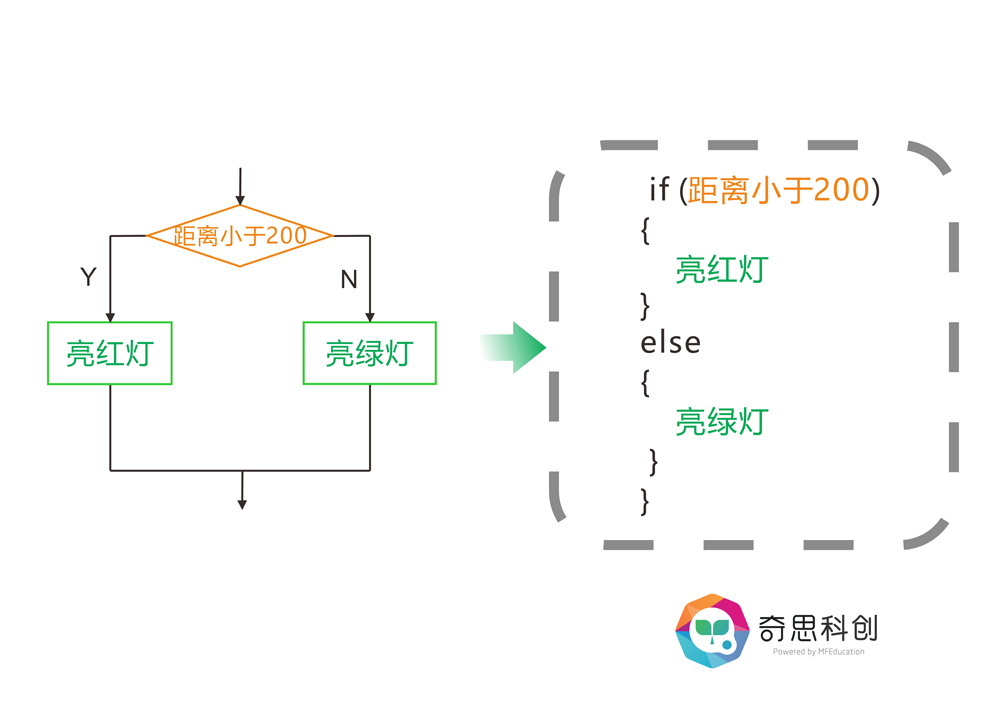 距离小于200
Y
N
亮红灯
亮绿灯
if (距离小于200)
{
亮红灯
}
else
{
亮绿灯
}
}
奇思科创
Powered by MFEducation